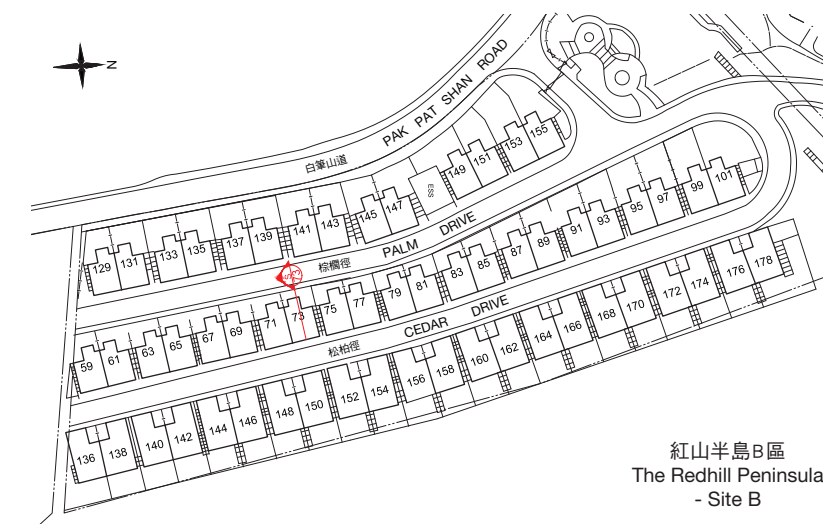 N
PAK PAT SHAN ROAD
白筆山道
ESS
129 131 133 135 137 139 141 143 145 147 149 151 153 155
PALM DRIVE
棕櫚徑
73
59 61 63 65 67 69 71 73 75 77 79 81 83 85 87 89 91 93 95 97 99 101
CEDAR DRIVE
松柏徑
136 138 140 142 144 146 148 150 152 154 156 158 160 162 164 166 168 170 172 174 176 178
紅山半島B區
The Redhill Peninsula
- Site B